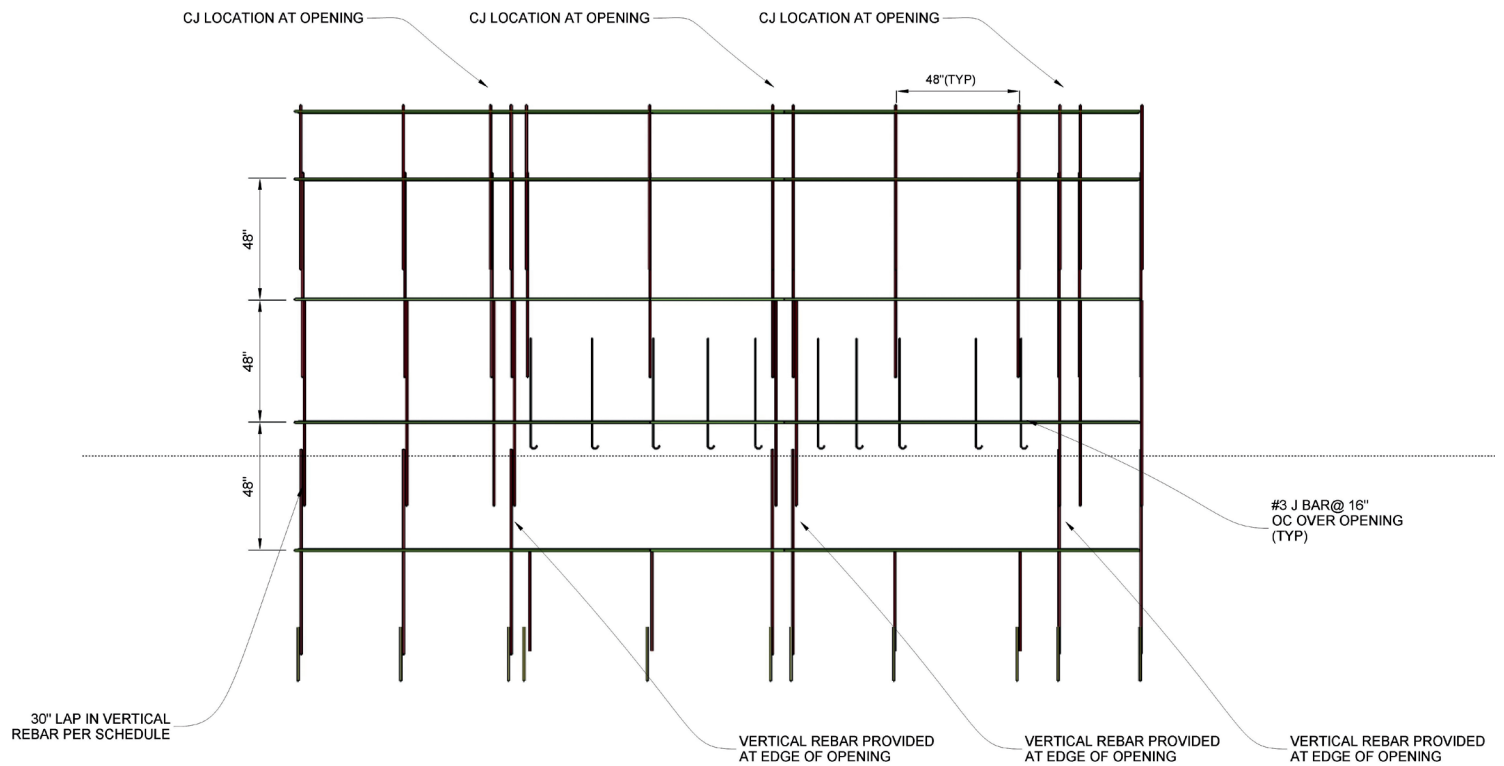 CJ LOCATION AT OPENING
CJ LOCATION AT OPENING
CJ LOCATION AT OPENING
48"(TYP)
48"
48"
48"
#3 J BAR@ 16"
OC OVER OPENING
(TYP)
30" LAP IN VERTICAL
REBAR PER SCHEDULE
VERTICAL REBAR PROVIDED
AT EDGE OF OPENING
VERTICAL REBAR PROVIDED
AT EDGE OF OPENING
VERTICAL REBAR PROVIDED
AT EDGE OF OPENING